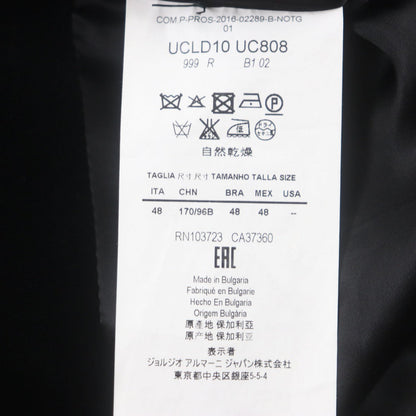 COM.P-PROS-2016-02289-B-NOTG
01
UCLD10 UC808
999 R B1 02
自然乾燥
TAGLIA 尺寸 尺寸 TAMANHO TALLA SIZE
ITA CHN BRA MEX USA
48 170/96B 48 48 --
RN103723 CA37360
EAC
Made in Bulgaria
Fabriqué en Bulgarie
Hecho En Bulgaria
Origem Bulgária
原產地 保加利亞
原产地 保加利亚
表示者
ジョルジオ アルマーニ ジャパン株式会社
東京都中央区銀座5-5-4